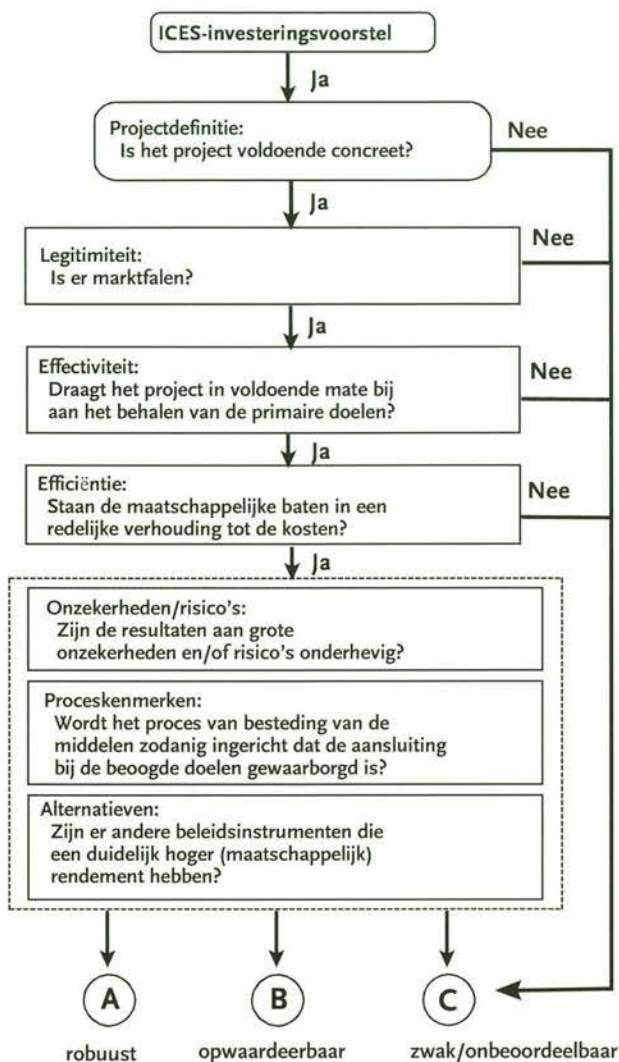 ICES-investeringsvoorstel
Ja
Projectdefinitie:
Is het project voldoende concreet?
Nee
Ja
Legitimiteit:
Is er marktfalen?
Nee
Ja
Effectiviteit:
Draagt het project in voldoende mate bij
aan het behalen van de primaire doelen?
Nee
Ja
Efficiëntie:
Staan de maatschappelijke baten in een
redelijke verhouding tot de kosten?
Nee
Ja
Onzekerheden/risico's:
Zijn de resultaten aan grote
onzekerheden en/of risico's onderhevig?
Proceskenmerken:
Wordt het proces van besteding van de
middelen zodanig ingericht dat de aansluiting
bij de beoogde doelen gewaarborgd is?
Alternatieven:
Zijn er andere beleidsinstrumenten die
een duidelijk hoger (maatschappelijk)
rendement hebben?
A
B
C
robuust
opwaardeerbaar
zwak/onbeoordeelbaar